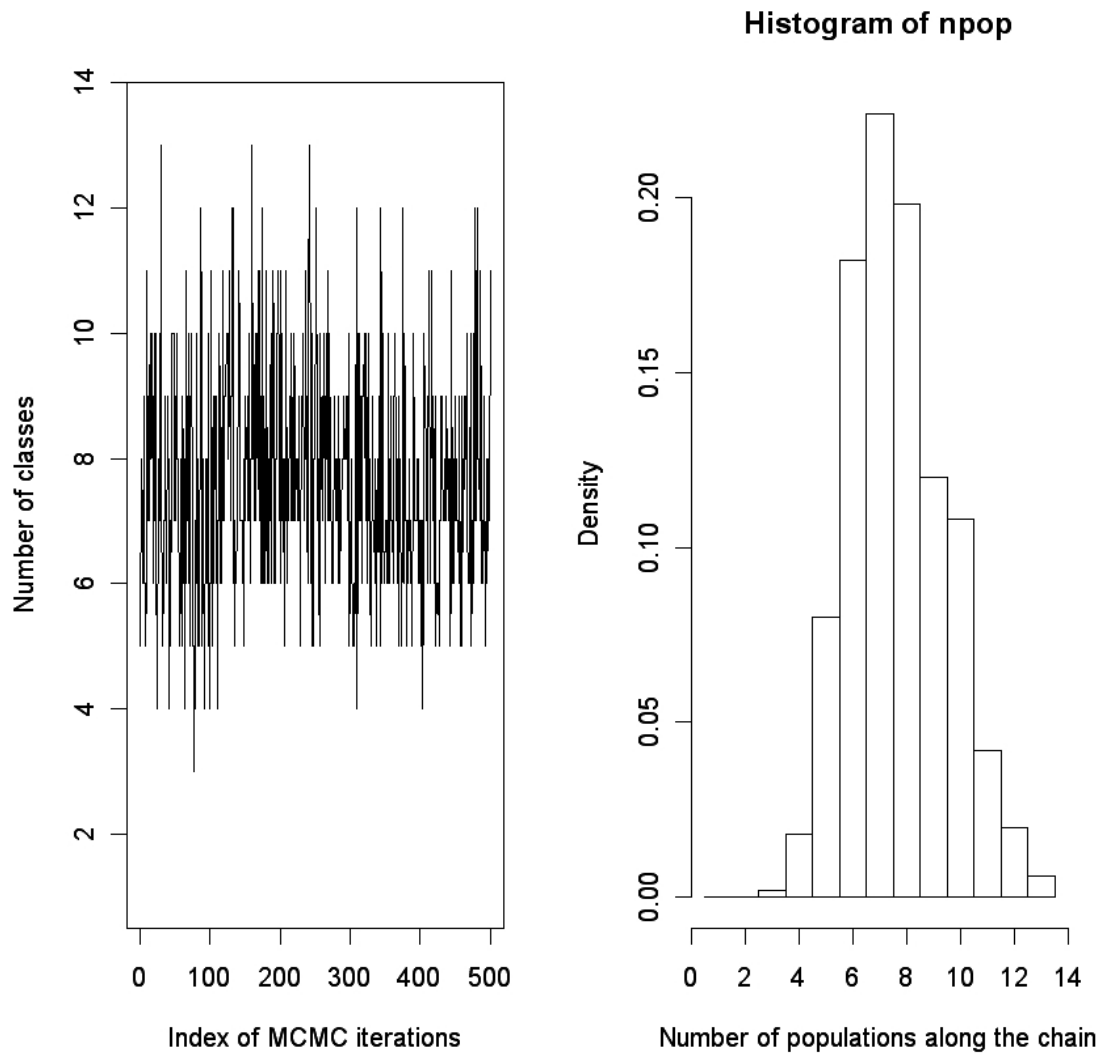 Histogram of npop
14
12
10
8
6
4
2
Number of classes
0 100 200 300 400 500
Index of MCMC iterations
0.20
0.15
0.10
0.05
0.00
Density
0 2 4 6 8 10 12 14
Number of populations along the chain